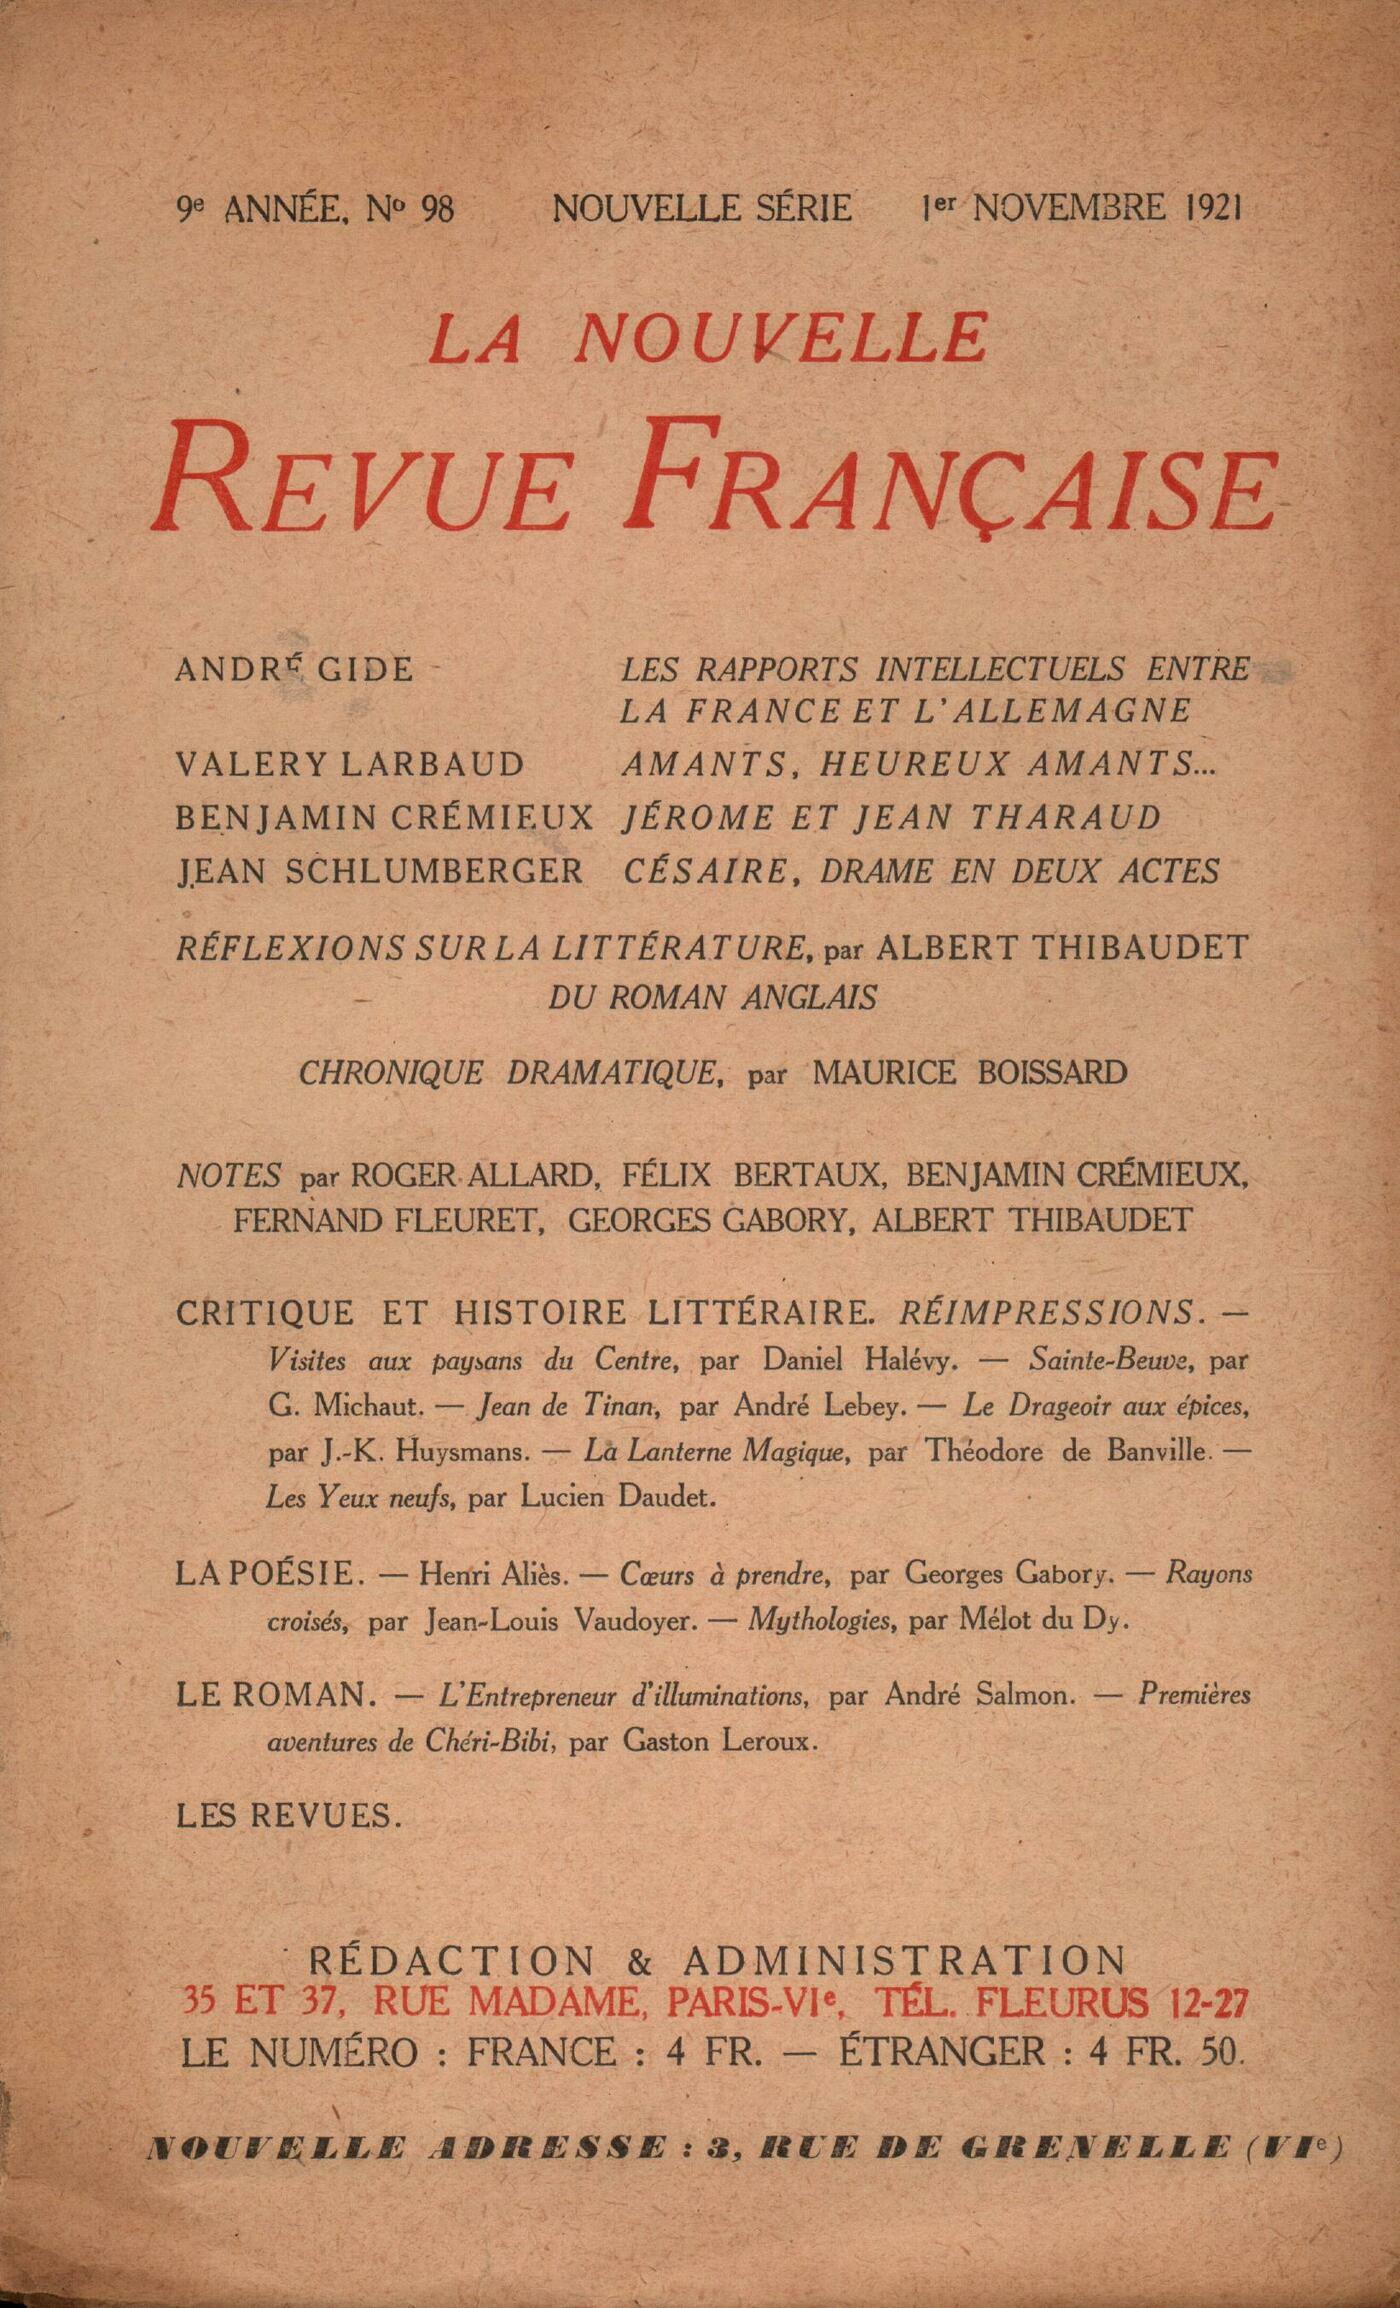 9e ANNÉE, No 98 NOUVELLE SÉRIE 1er NOVEMBRE 1921
LA NOUVELLE
REVUE FRANÇAISE
ANDRÉ GIDE LES RAPPORTS INTELLECTUELS ENTRE
LA FRANCE ET L'ALLEMAGNE
VALERY LARBAUD AMANTS, HEUREUX AMANTS...
BENJAMIN CRÉMIEUX JÉROME ET JEAN THARAUD
JEAN SCHLUMBERGER CÉSAIRE, DRAME EN DEUX ACTES
RÉFLEXIONS SUR LA LITTÉRATURE, par ALBERT THIBAUDET
DU ROMAN ANGLAIS
CHRONIQUE DRAMATIQUE, par MAURICE BOISSARD
NOTES par ROGER ALLARD, FÉLIX BERTAUX, BENJAMIN CRÉMIEUX,
FERNAND FLEURET, GEORGES GABORY, ALBERT THIBAUDET
CRITIQUE ET HISTOIRE LITTÉRAIRE. RÉIMPRESSIONS. —
Visites aux paysans du Centre, par Daniel Halévy. — Sainte-Beuve, par
G. Michaut. — Jean de Tinan, par André Lebey. — Le Drageoir aux épices,
par J.-K. Huysmans. — La Lanterne Magique, par Théodore de Banville. —
Les Yeux neufs, par Lucien Daudet.
LA POÉSIE. — Henri Aliès. — Cœurs à prendre, par Georges Gabory. — Rayons
croisés, par Jean-Louis Vaudoyer. — Mythologies, par Mélot du Dy.
LE ROMAN. — L'Entrepreneur d'illuminations, par André Salmon. — Premières
aventures de Chéri-Bibi, par Gaston Leroux.
LES REVUES.
RÉDACTION & ADMINISTRATION
35 ET 37, RUE MADAME, PARIS-VIe, TÉL. FLEURUS 12-27
LE NUMÉRO : FRANCE : 4 FR. — ÉTRANGER : 4 FR. 50.
NOUVELLE ADRESSE : 3, RUE DE GRENELLE (VIe)